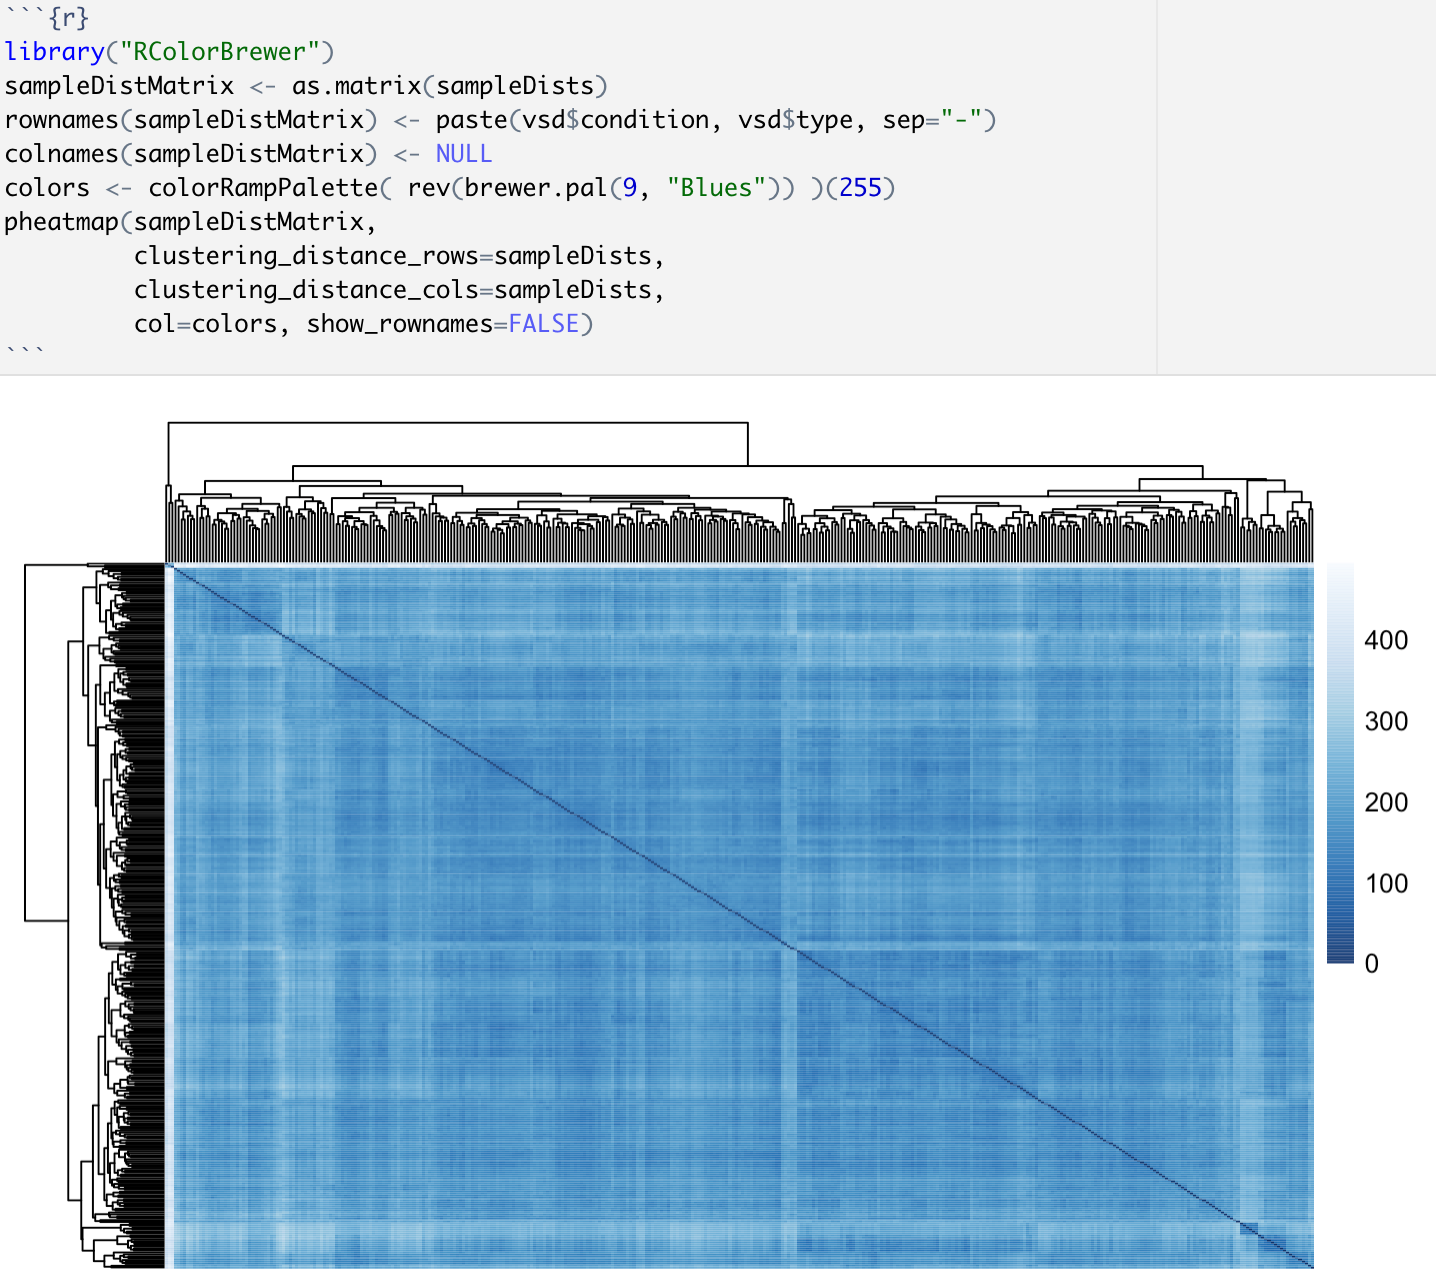 ```{r}
library("RColorBrewer")
sampleDistMatrix <- as.matrix(sampleDists)
rownames(sampleDistMatrix) <- paste(vsd$condition, vsd$type, sep="-")
colnames(sampleDistMatrix) <- NULL
colors <- colorRampPalette( rev(brewer.pal(9, "Blues")) )(255)
pheatmap(sampleDistMatrix,
         clustering_distance_rows=sampleDists,
         clustering_distance_cols=sampleDists,
         col=colors, show_rownames=FALSE)
```
400
300
200
100
0